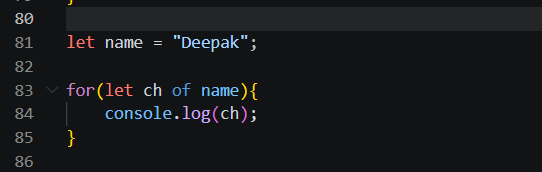 80
81 let name = "Deepak";
82
83 for(let ch of name){
84     console.log(ch);
85 }
86